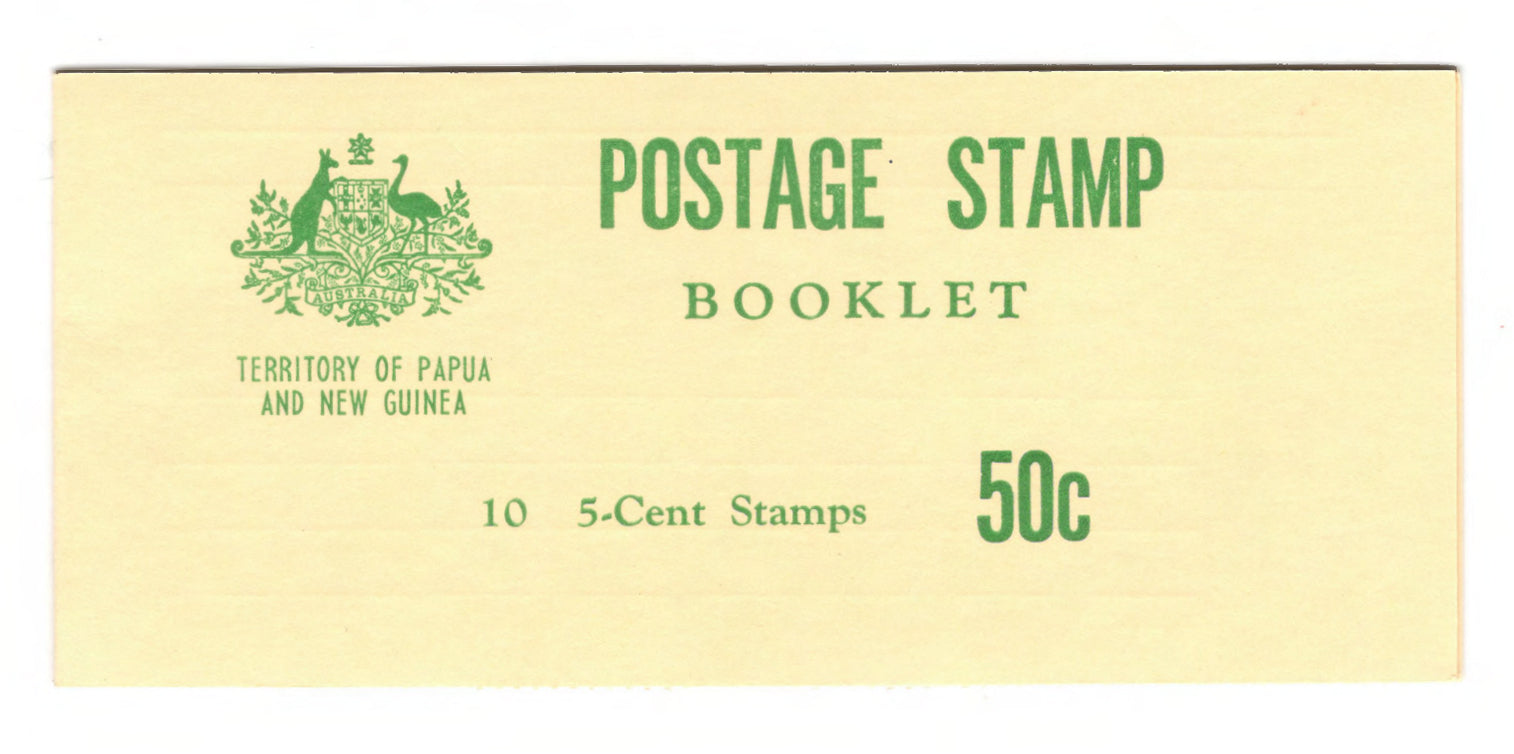 AUSTRALIA
TERRITORY OF PAPUA
AND NEW GUINEA
POSTAGE STAMP
BOOKLET
10 5-Cent Stamps 50c